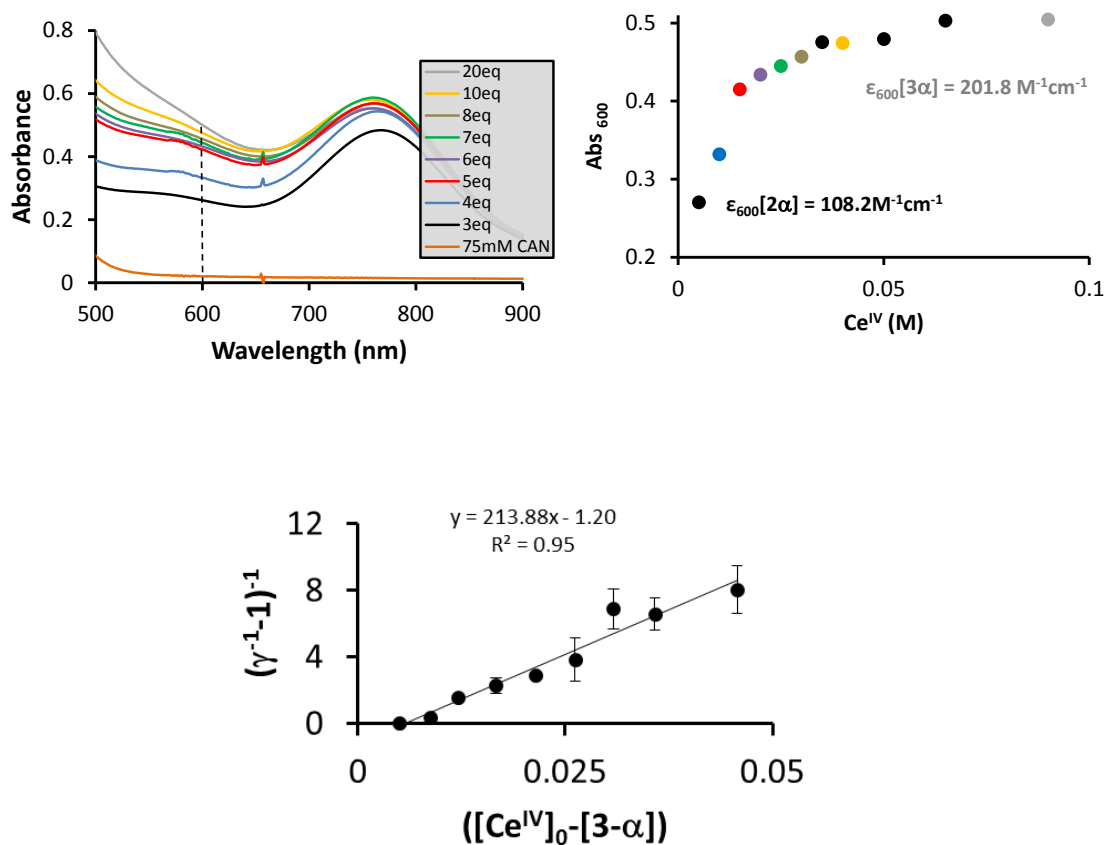 0.8
0.6
0.4
0.2
0
500
600
700
800
900
Absorbance
Wavelength (nm)
20eq
10eq
8eq
7eq
6eq
5eq
4eq
3eq
75mM CAN
0.5
0.4
0.3
0.2
0
0.05
0.1
Abs 600
CeIV (M)
ε600[3α] = 201.8 M-1cm-1
ε600[2α] = 108.2M-1cm-1
y = 213.88x - 1.20
R² = 0.95
12
8
4
0
0
0.025
0.05
(γ-1-1)-1
([CeIV]0-[3-α])